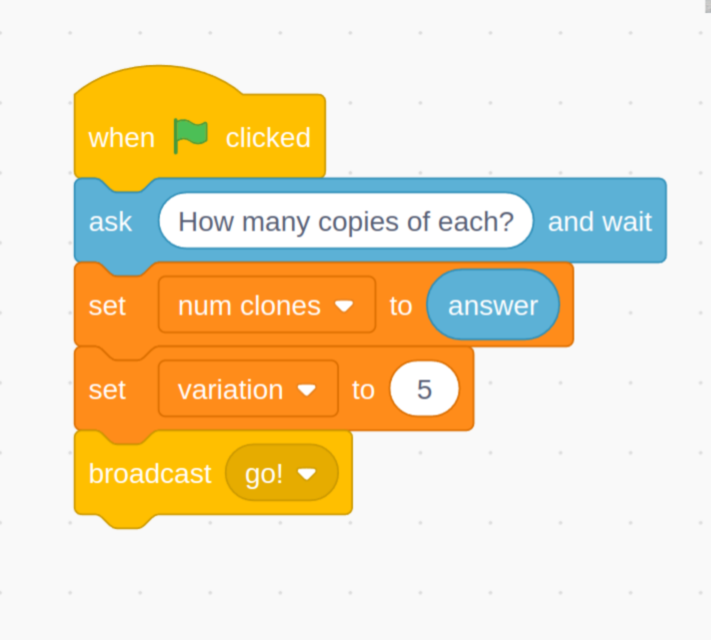 when clicked
ask How many copies of each? and wait
set num clones to answer
set variation to 5
broadcast go!